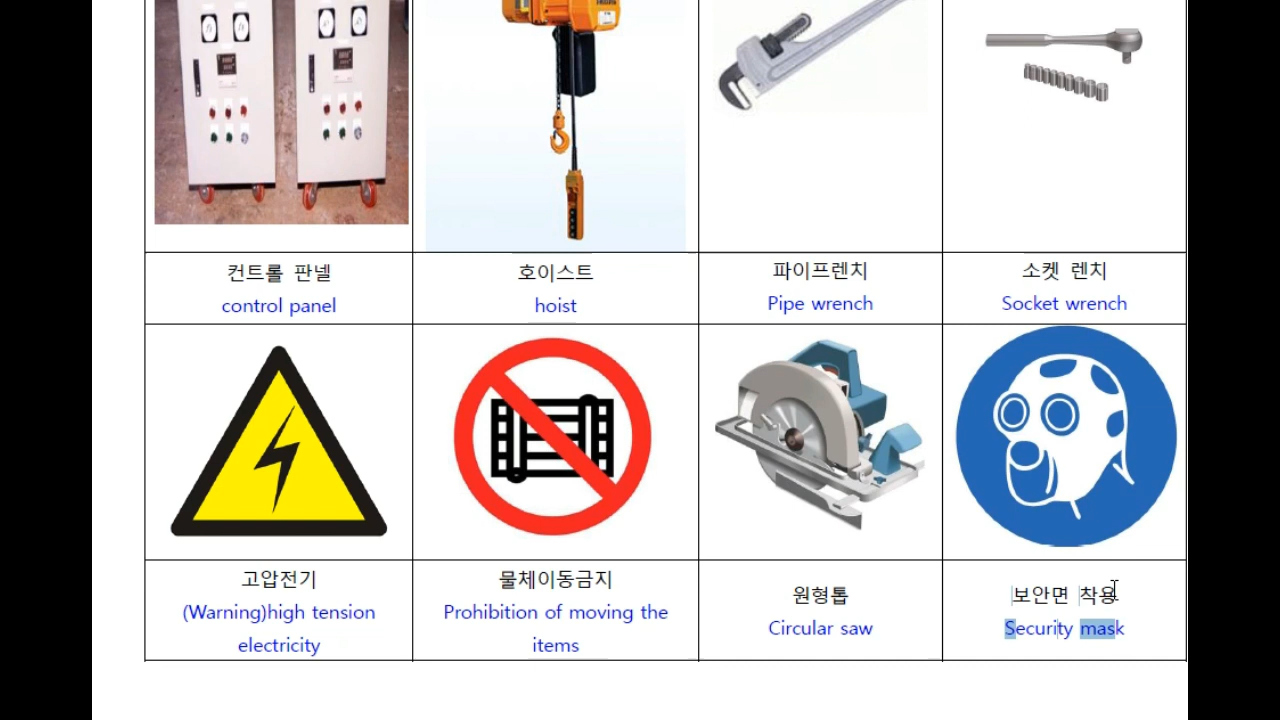 컨트롤 판넬
control panel
호이스트
hoist
파이프렌치
Pipe wrench
소켓 렌치
Socket wrench
고압전기
(Warning)high tension
electricity
물체이동금지
Prohibition of moving the
items
원형톱
Circular saw
보안면 착용
Security mask